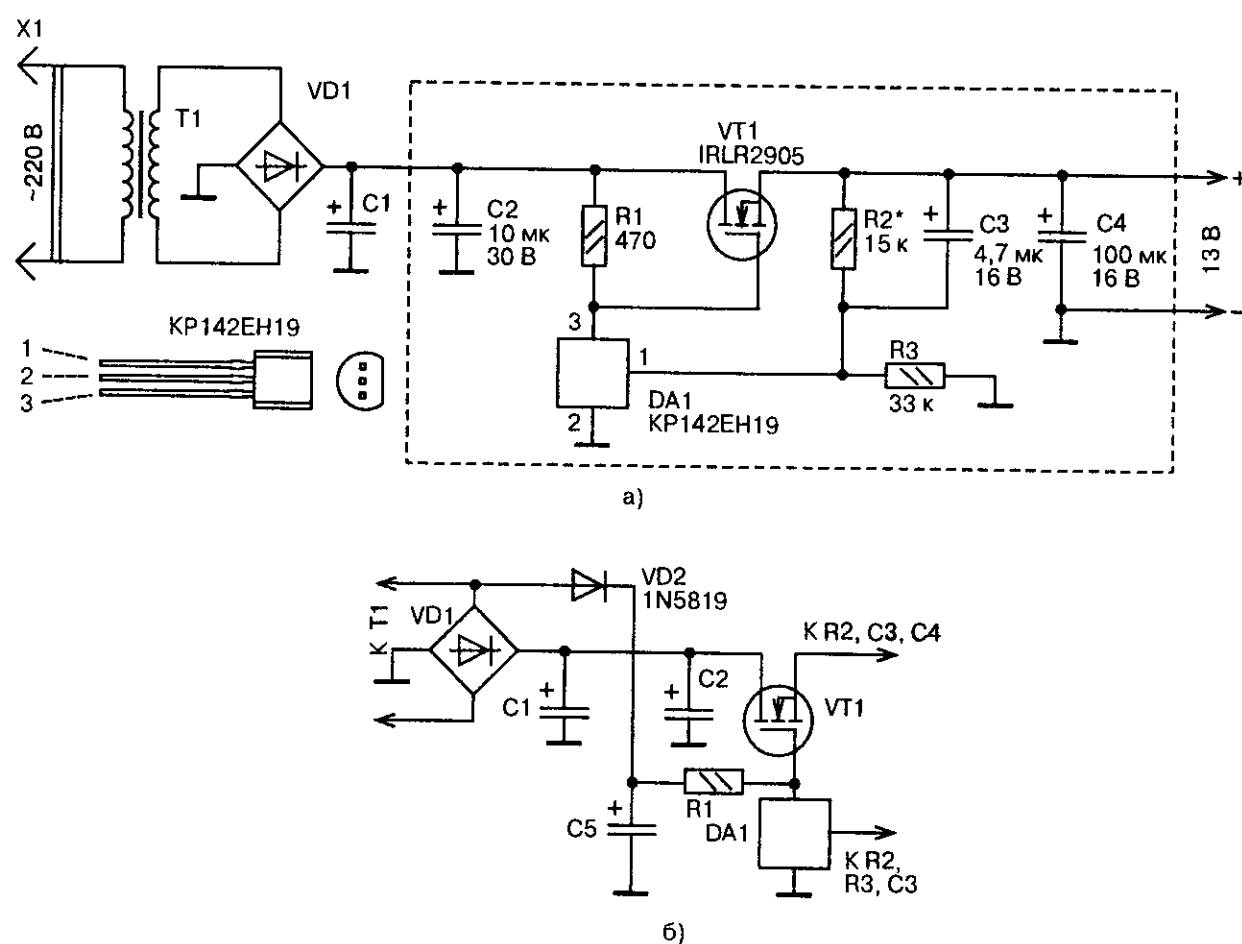 X1
~220 В
T1
VD1
C1
C2
10 мк
30 В
R1
470
VT1
IRLR2905
R2*
15 к
C3
4,7 мк
16 В
C4
100 мк
16 В
13 В
+
-
+
+
+
+
КР142ЕН19
1
2
3
3
1
2
DA1
КР142ЕН19
R3
33 к
а)
VD2
1N5819
К Т1
VD1
К R2, C3, C4
C1
+
C2
+
VT1
C5
+
R1
DA1
К R2,
R3, C3
б)